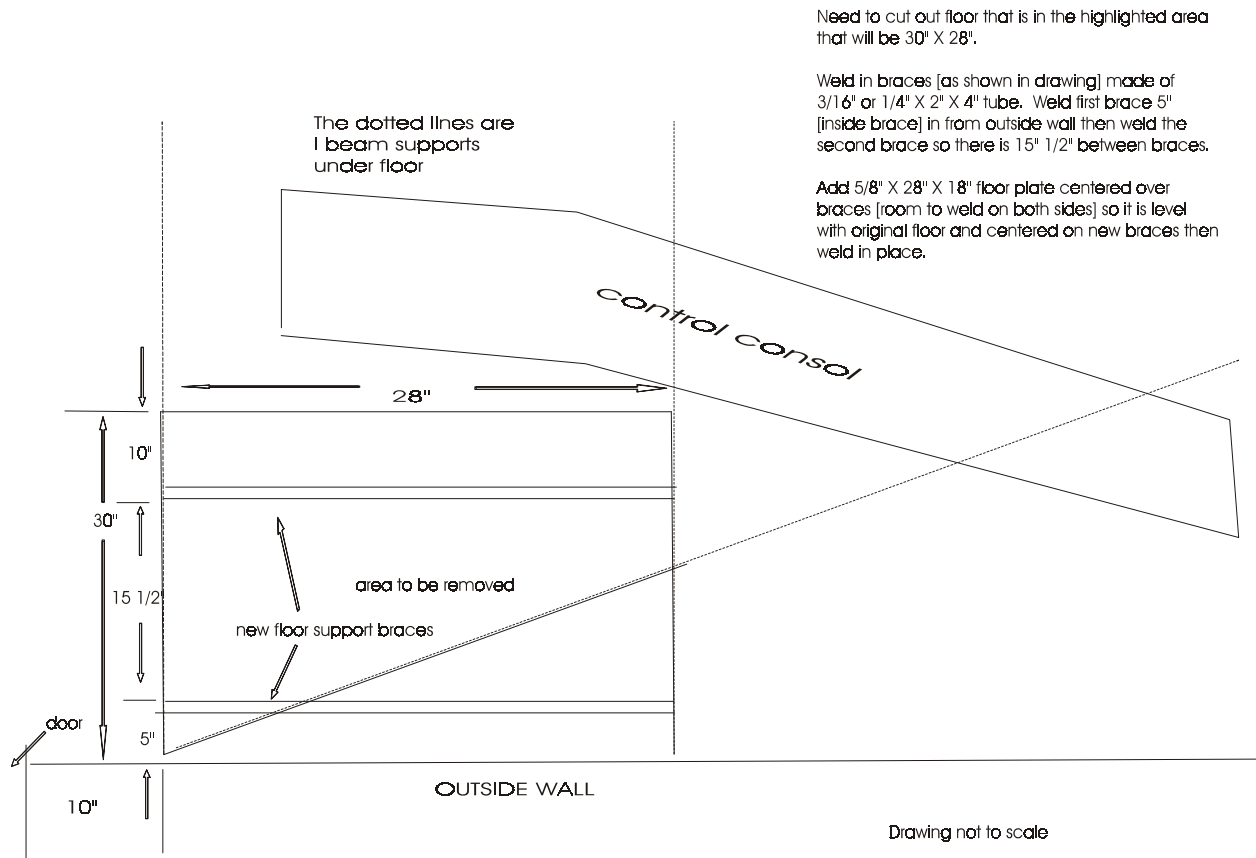 Need to cut out floor that is in the highlighted area
that will be 30" X 28".
Weld in braces [as shown in drawing] made of
3/16" or 1/4" X 2" X 4" tube. Weld first brace 5"
[inside brace] in from outside wall then weld the
second brace so there is 15" 1/2" between braces.
Add 5/8" X 28" X 18" floor plate centered over
braces [room to weld on both sides] so it is level
with original floor and centered on new braces then
weld in place.
The dotted lines are
I beam supports
under floor
control consol
28"
10"
30"
15 1/2"
area to be removed
new floor support braces
door
5"
10"
OUTSIDE WALL
Drawing not to scale